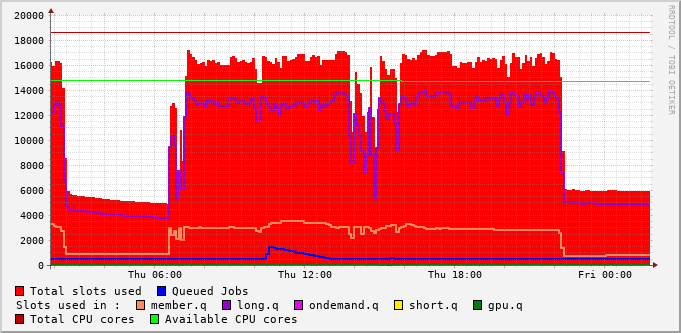 20000
18000
16000
14000
12000
10000
8000
6000
4000
2000
0
Thu 06:00 Thu 12:00 Thu 18:00 Fri 00:00
RRDTOOL / TOBI OETIKER
Total slots used Queued Jobs
Slots used in : member.q long.q ondemand.q short.q gpu.q
Total CPU cores Available CPU cores